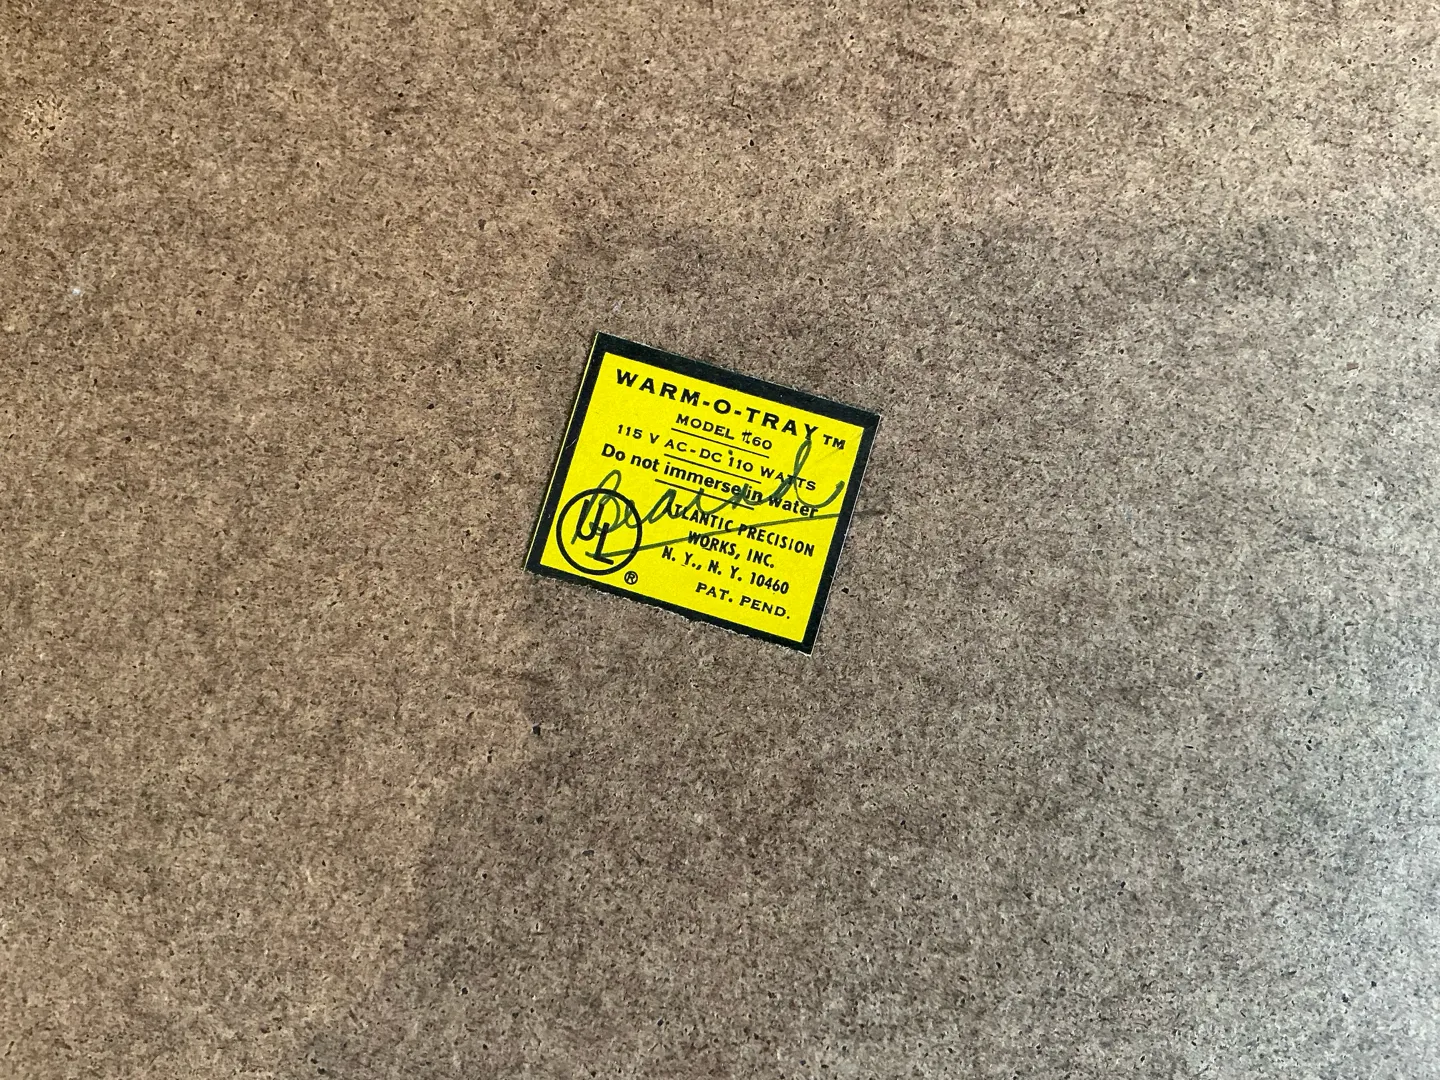 WARM-O-TRAY™
MODEL #60
115 V AC-DC 110 WATTS
Do not immerse in water
UL
®
ATLANTIC PRECISION
WORKS, INC.
N. Y., N. Y. 10460
PAT. PEND.